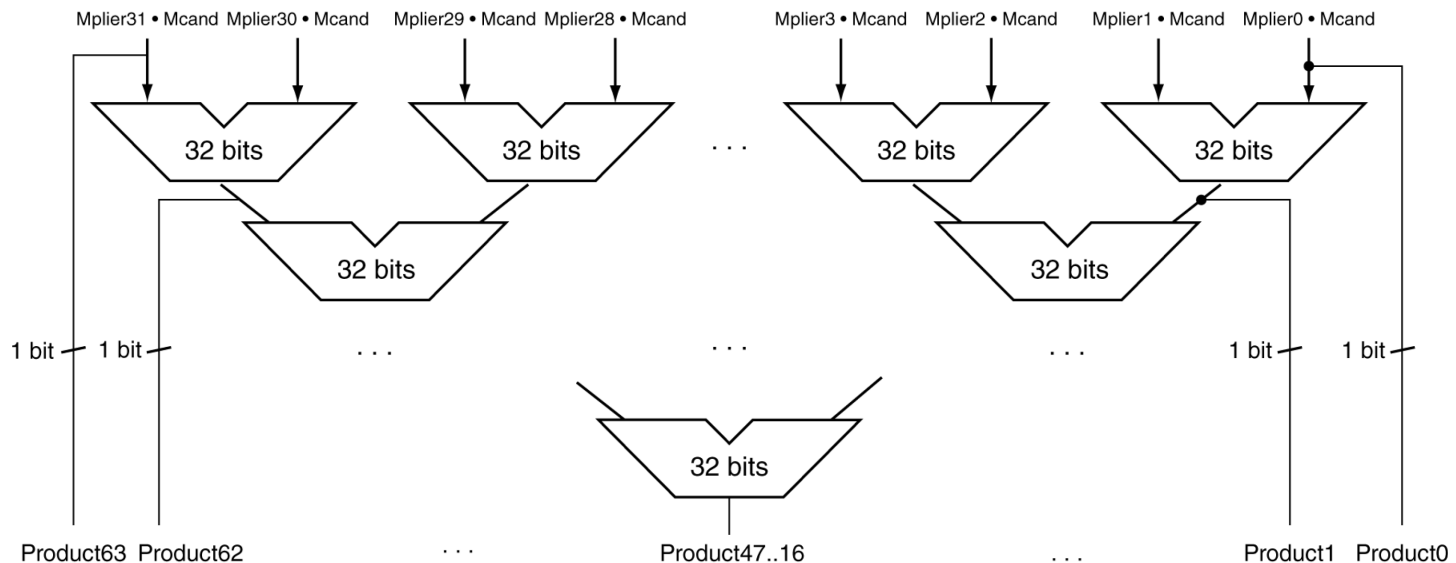 Mplier31 • Mcand Mplier30 • Mcand Mplier29 • Mcand Mplier28 • Mcand Mplier3 • Mcand Mplier2 • Mcand Mplier1 • Mcand Mplier0 • Mcand
32 bits 32 bits . . . 32 bits 32 bits
32 bits 32 bits
1 bit 1 bit . . . . . . . . . 1 bit 1 bit
32 bits
Product63 Product62 . . . Product47..16 . . . Product1 Product0